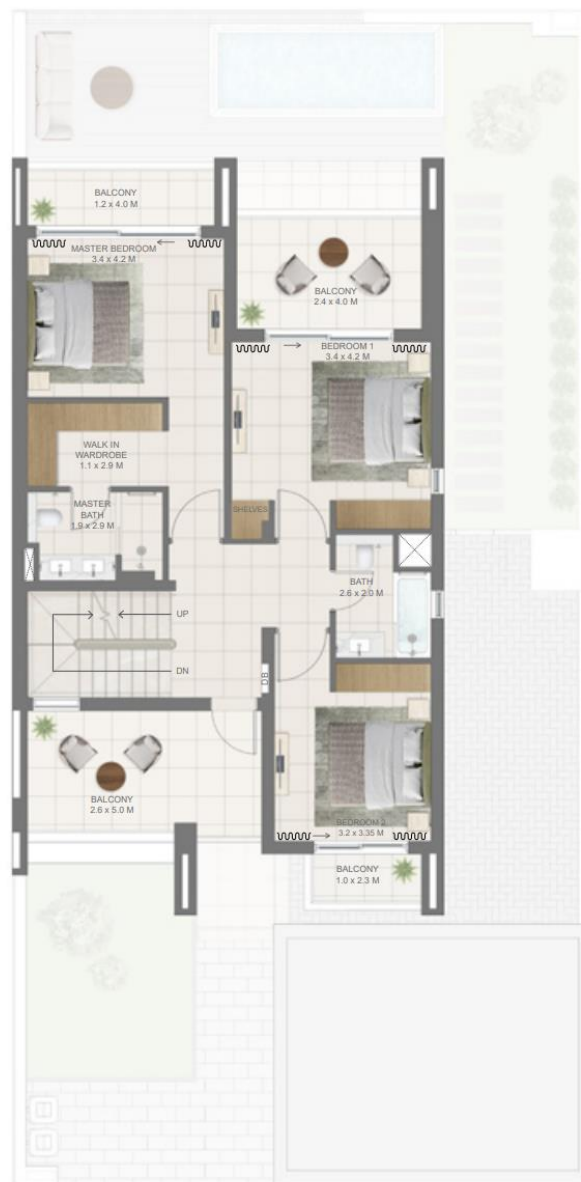 BALCONY
1.2 x 4.0 M
MASTER BEDROOM
3.4 x 4.2 M
BALCONY
2.4 x 4.0 M
BEDROOM 1
3.4 x 4.2 M
WALK IN
WARDROBE
1.1 x 2.9 M
MASTER
BATH
1.9 x 2.9 M
SHELVES
BATH
2.6 x 2.0 M
UP
DN
DB
BALCONY
2.6 x 5.0 M
BEDROOM 2
3.2 x 3.35 M
BALCONY
1.0 x 2.3 M